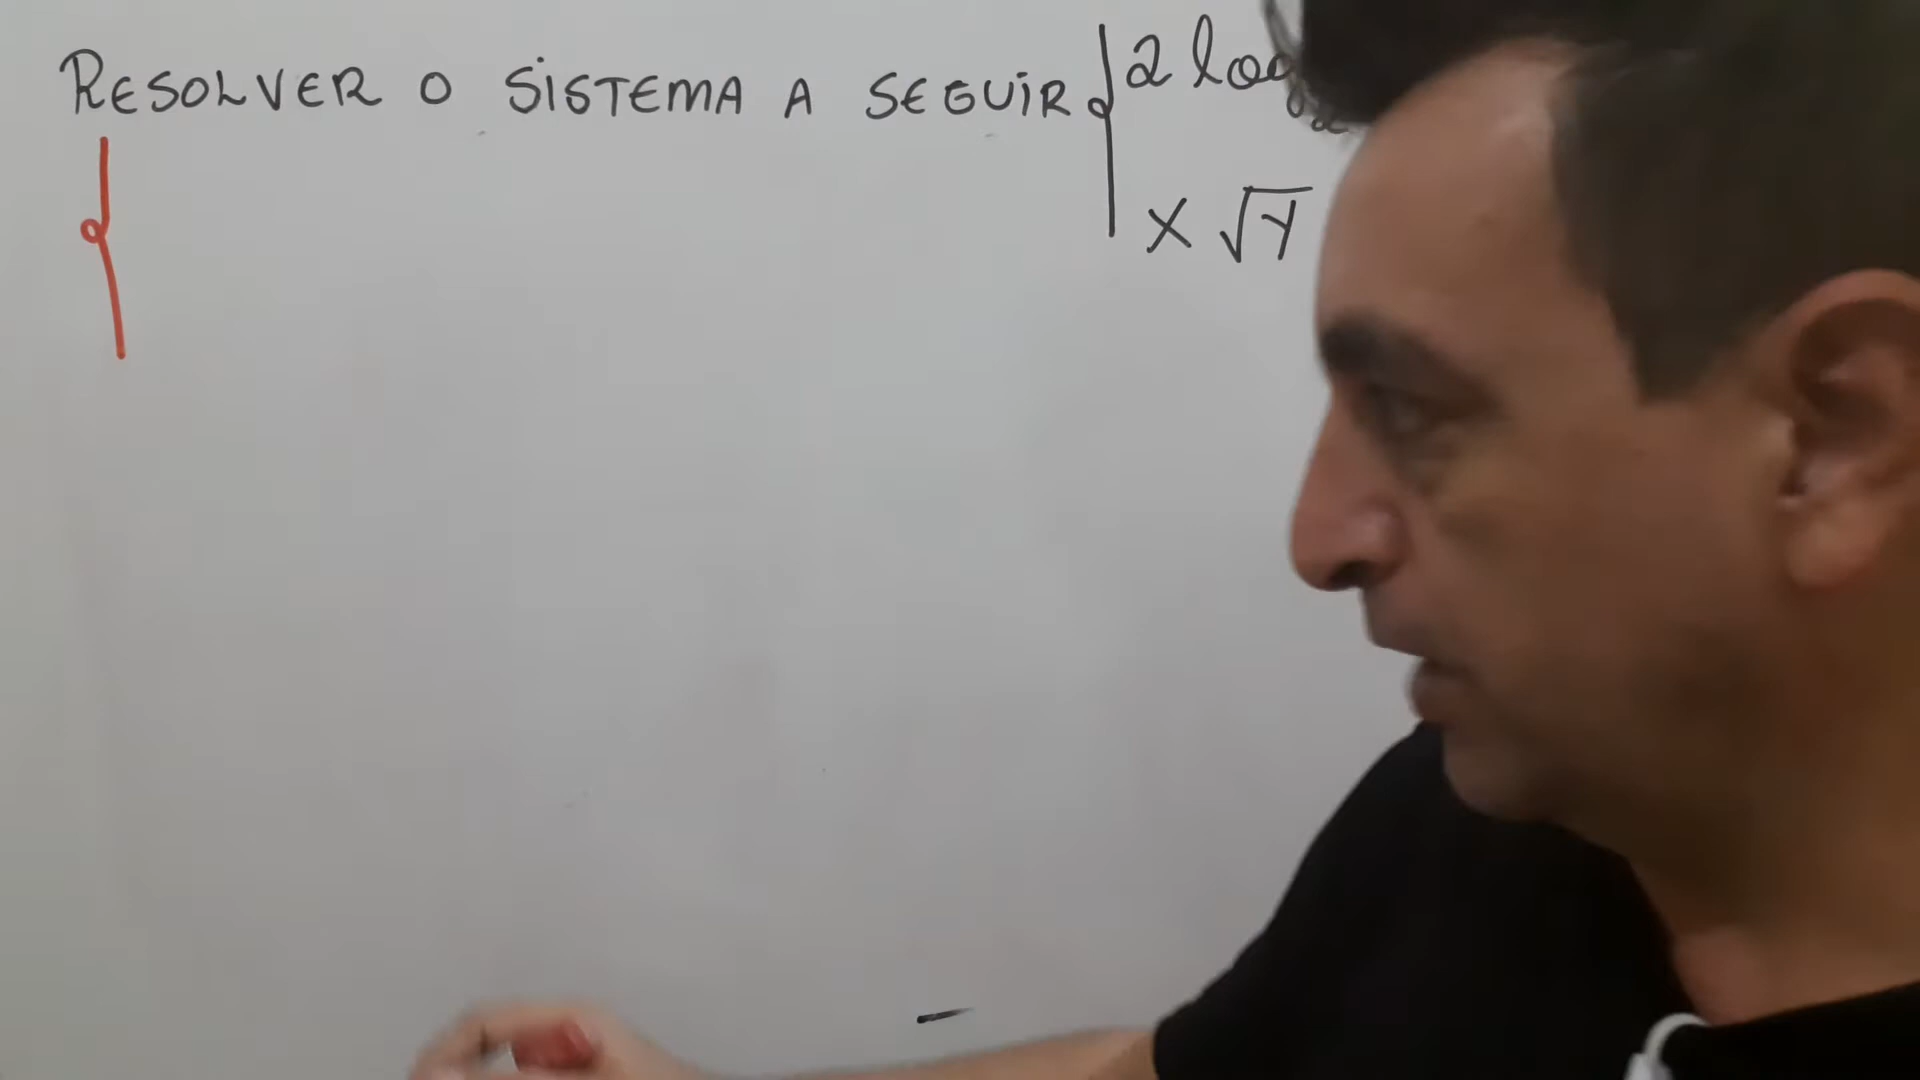 RESOLVER O SISTEMA A SEGUIR { 2 log
x √y